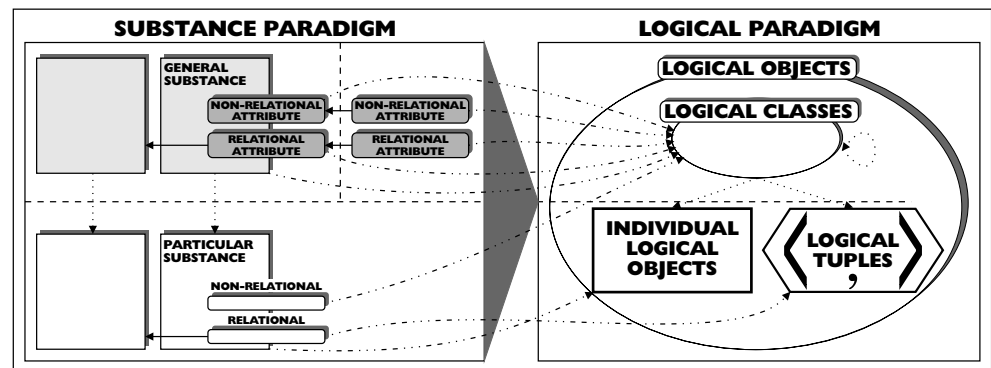 SUBSTANCE PARADIGM
GENERAL
SUBSTANCE
NON-RELATIONAL
ATTRIBUTE
NON-RELATIONAL
ATTRIBUTE
RELATIONAL
ATTRIBUTE
RELATIONAL
ATTRIBUTE
PARTICULAR
SUBSTANCE
NON-RELATIONAL
RELATIONAL
LOGICAL PARADIGM
LOGICAL OBJECTS
LOGICAL CLASSES
INDIVIDUAL
LOGICAL
OBJECTS
LOGICAL
TUPLES
,